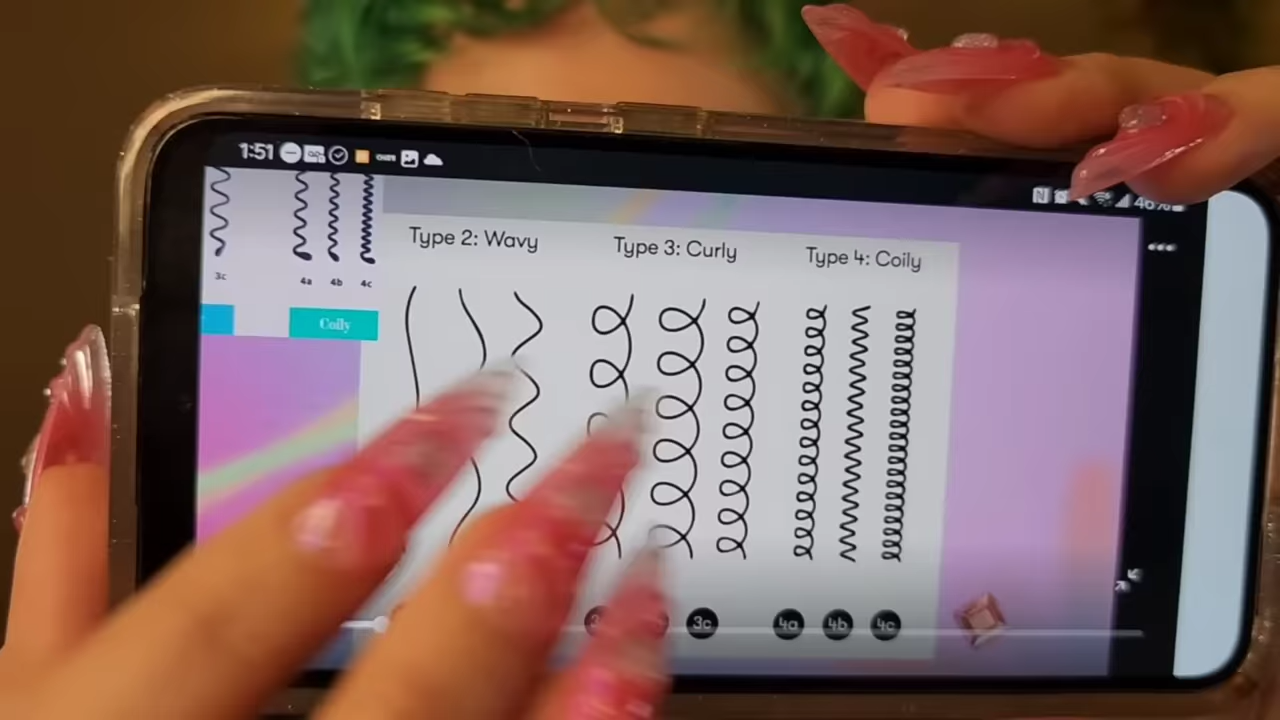 1:51
46%
3c
4a 4b 4c
Coily
Type 2: Wavy
Type 3: Curly
Type 4: Coily
3c
4a
4b
4c